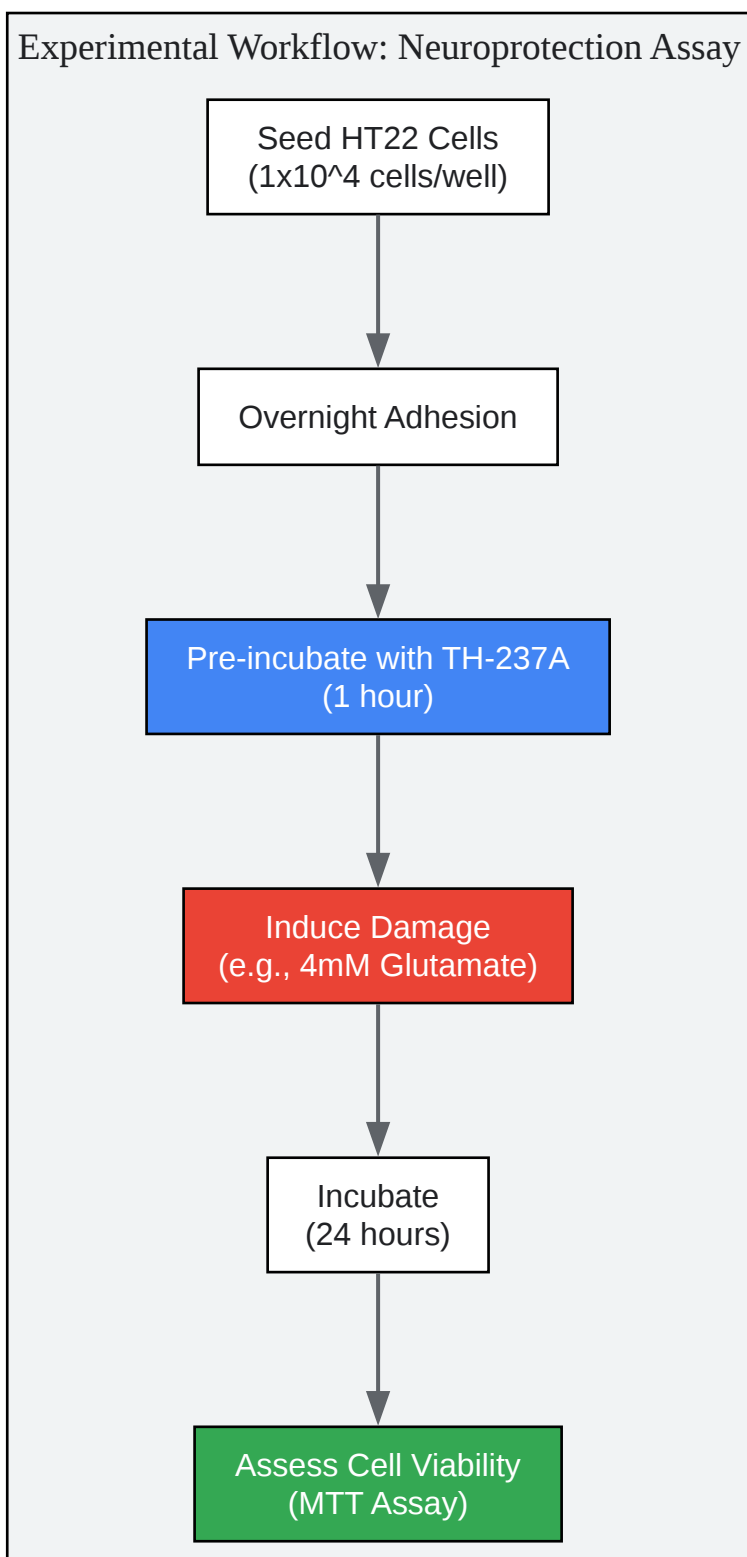 Experimental Workflow: Neuroprotection Assay
Seed HT22 Cells
(1x10^4 cells/well)
Overnight Adhesion
Pre-incubate with TH-237A
(1 hour)
Induce Damage
(e.g., 4mM Glutamate)
Incubate
(24 hours)
Assess Cell Viability
(MTT Assay)